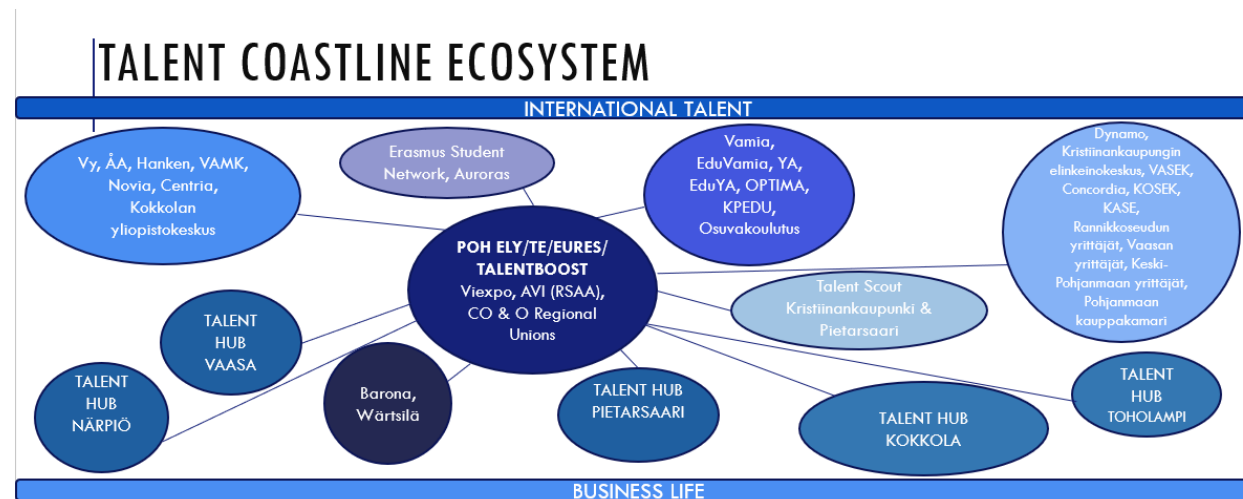 TALENT COASTLINE ECOSYSTEM
INTERNATIONAL TALENT
Vy, ÅA, Hanken, VAMK,
Novia, Centria,
Kokkolan
yliopistokeskus
Erasmus Student
Network, Auroras
Vamia,
EduVamia, YA,
EduYA, OPTIMA,
KPEDU,
Osuvakoulutus
Dynamo,
Kristiinankaupungin
elinkeinokeskus, VASEK,
Concordia, KOSEK,
KASE,
Rannikkoseudun
yrittäjät, Vaasan
yrittäjät, Keski-
Pohjanmaan yrittäjät,
Pohjanmaan
kauppakamari
POH ELY/TE/EURES/
TALENTBOOST
Viexpo, AVI (RSAA),
CO & O Regional
Unions
Talent Scout
Kristiinankaupunki &
Pietarsaari
TALENT
HUB
VAASA
TALENT
HUB
NÄRPIÖ
Barona,
Wärtsilä
TALENT HUB
PIETARSAARI
TALENT HUB
KOKKOLA
TALENT
HUB
TOHOLAMPI
BUSINESS LIFE